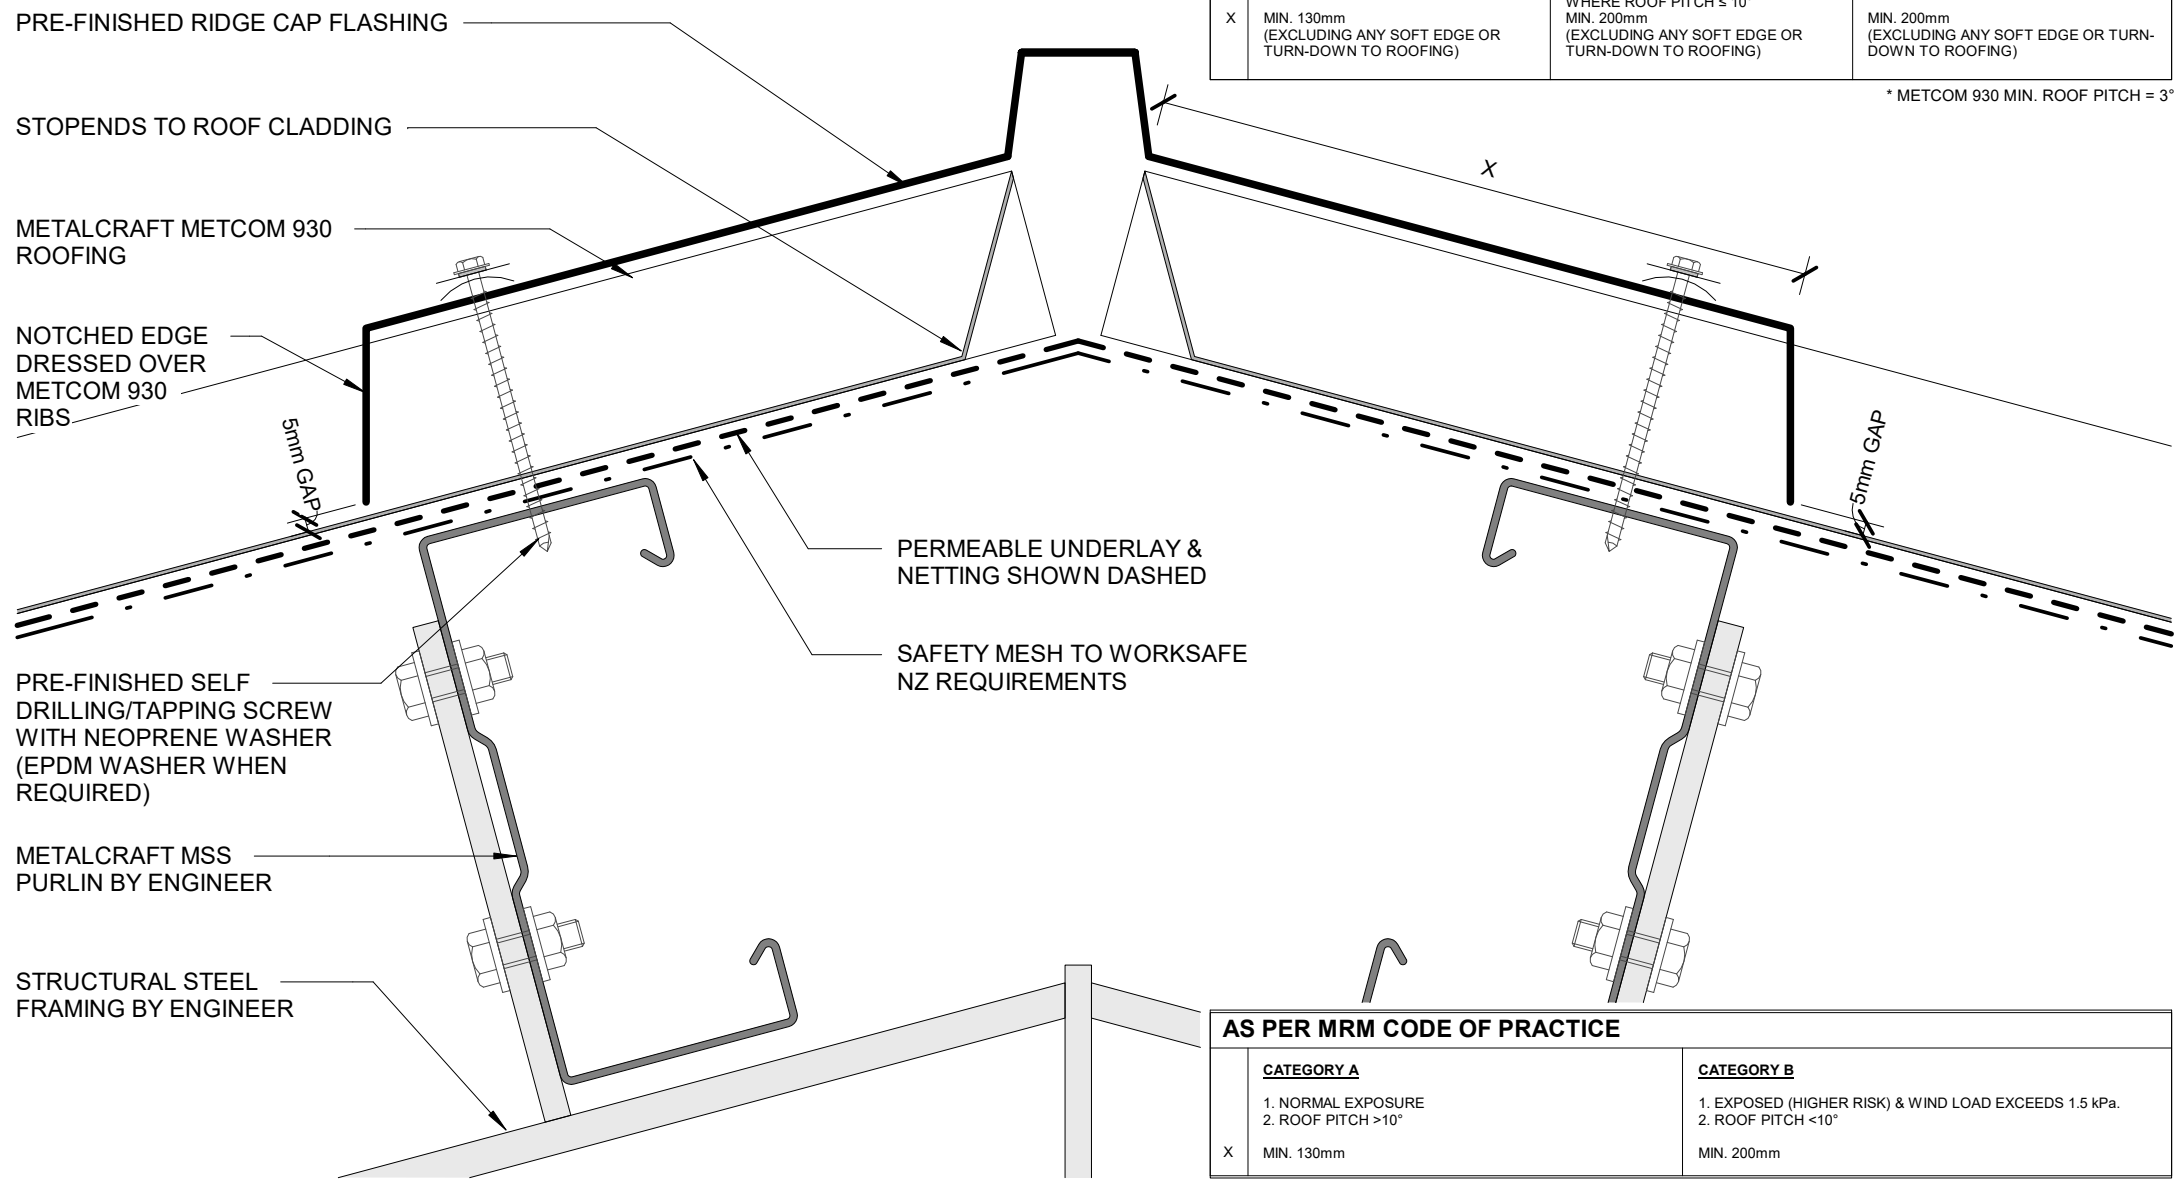 PRE-FINISHED RIDGE CAP FLASHING
STOPENDS TO ROOF CLADDING
METALCRAFT METCOM 930
ROOFING
NOTCHED EDGE
DRESSED OVER
METCOM 930
RIBS
5mm GAP
PRE-FINISHED SELF
DRILLING/TAPPING SCREW
WITH NEOPRENE WASHER
(EPDM WASHER WHEN
REQUIRED)
METALCRAFT MSS
PURLIN BY ENGINEER
STRUCTURAL STEEL
FRAMING BY ENGINEER
PERMEABLE UNDERLAY &
NETTING SHOWN DASHED
SAFETY MESH TO WORKSAFE
NZ REQUIREMENTS
X
MIN. 130mm
(EXCLUDING ANY SOFT EDGE OR
TURN-DOWN TO ROOFING)
WHERE ROOF PITCH ≤ 10°
MIN. 200mm
(EXCLUDING ANY SOFT EDGE OR
TURN-DOWN TO ROOFING)
MIN. 200mm
(EXCLUDING ANY SOFT EDGE OR TURN-
DOWN TO ROOFING)
* METCOM 930 MIN. ROOF PITCH = 3°
X
5mm GAP
AS PER MRM CODE OF PRACTICE
CATEGORY A
1. NORMAL EXPOSURE
2. ROOF PITCH >10°
X
MIN. 130mm
CATEGORY B
1. EXPOSED (HIGHER RISK) & WIND LOAD EXCEEDS 1.5 kPa.
2. ROOF PITCH <10°
MIN. 200mm